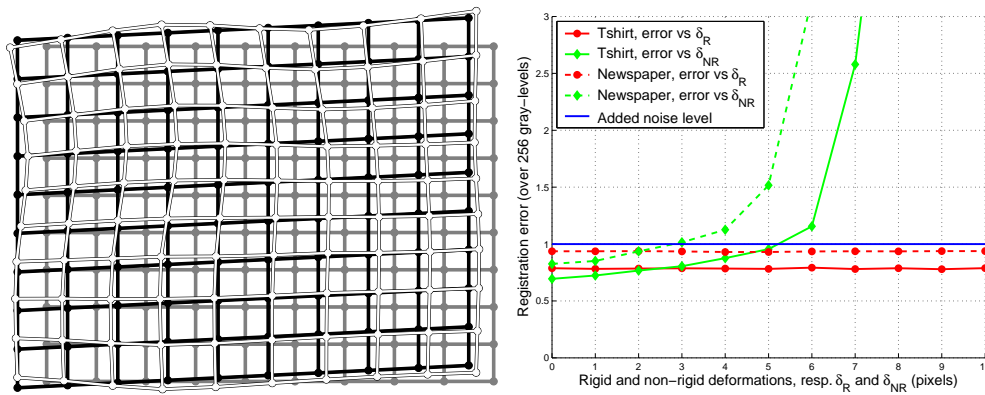 3
2.5
2
1.5
1
0.5
0
0 1 2 3 4 5 6 7 8 9
Registration error (over 256 gray−levels)
Tshirt, error vs δR
Tshirt, error vs δNR
Newspaper, error vs δR
Newspaper, error vs δNR
Added noise level
Rigid and non−rigid deformations, resp. δR and δNR (pixels)